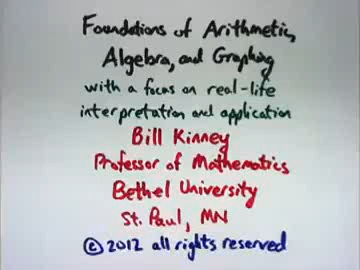 Foundations of Arithmetic,
Algebra, and Graphing
with a focus on real-life
interpretation and application
Bill Kinney
Professor of Mathematics
Bethel University
St. Paul, MN
© 2012 all rights reserved